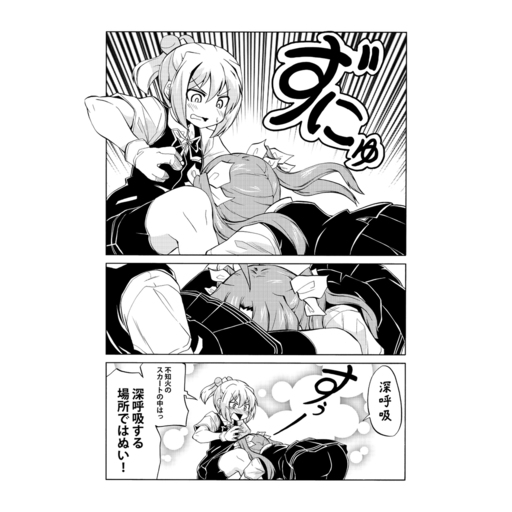 ずにゅ
深呼吸
すぅー
不知火の
スカートの中はっ
深呼吸する
場所ではぬい！